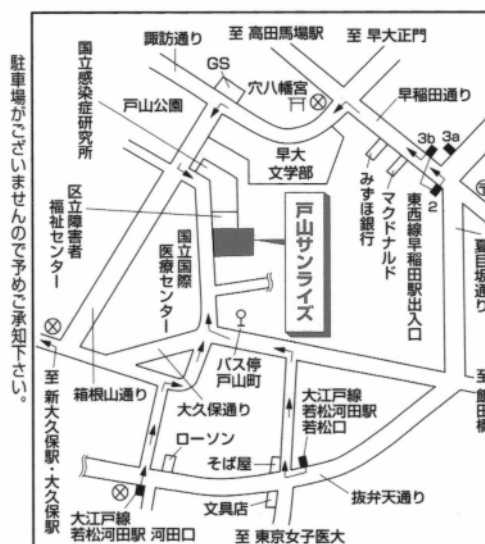 至 高田馬場駅
至 早大正門
諏訪通り
GS
穴八幡宮
早稲田通り
国立感染症研究所
戸山公園
早大
文学部
3b
3a
2
みずほ銀行
マクドナルド
東西線早稲田駅出入口
夏目坂通り
区立障害者
福祉センター
国立国際
医療センター
戸山サンライズ
駐車場がございませんので予めご承知下さい。
バス停
戸山町
至 飯田橋
至 新大久保駅・大久保駅
箱根山通り
大久保通り
大江戸線
若松河田駅
若松口
ローソン
そば屋
文具店
抜弁天通り
大江戸線
若松河田駅 河田口
至 東京女子医大